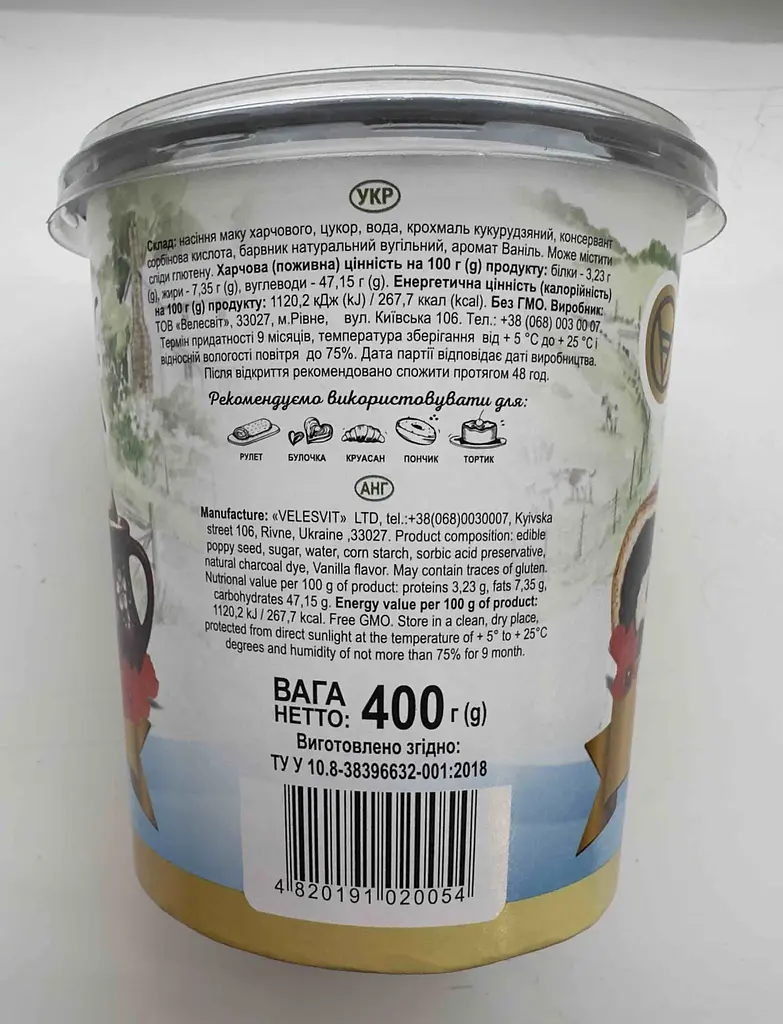 УКР
Склад: насіння маку харчового, цукор, вода, крохмаль кукурудзяний, консервант
сорбінова кислота, барвник натуральний вугільний, аромат Ваніль. Може містити
сліди глютену. Харчова (поживна) цінність на 100 г (g) продукту: білки - 3,23 г
(g), жири - 7,35 г (g), вуглеводи - 47,15 г (g). Енергетична цінність (калорійність)
на 100 г (g) продукту: 1120,2 кДж (kJ) / 267,7 ккал (kcal). Без ГМО. Виробник:
ТОВ «Велесвіт», 33027, м.Рівне, вул. Київська 106. Тел.: +38 (068) 003 00 07.
Термін придатності 9 місяців, температура зберігання від + 5 °C до + 25 °C і
відносній вологості повітря до 75%. Дата партії відповідає даті виробництва.
Після відкриття рекомендовано спожити протягом 48 год.
Рекомендуємо використовувати для:
РУЛЕТ БУЛОЧКА КРУАСАН ПОНЧИК ТОРТИК
АНГ
Manufacture: «VELESVIT» LTD, tel.:+38(068)0030007, Kyivska
street 106, Rivne, Ukraine ,33027. Product composition: edible
poppy seed, sugar, water, corn starch, sorbic acid preservative,
natural charcoal dye, Vanilla flavor. May contain traces of gluten.
Nutrional value per 100 g of product: proteins 3,23 g, fats 7,35 g,
carbohydrates 47,15 g. Energy value per 100 g of product:
1120,2 kJ / 267,7 kcal. Free GMO. Store in a clean, dry place,
protected from direct sunlight at the temperature of + 5° to + 25°C
degrees and humidity of not more than 75% for 9 month.
ВАГА
НЕТТО: 400 г (g)
Виготовлено згідно:
ТУ У 10.8-38396632-001:2018
4 820191 020054